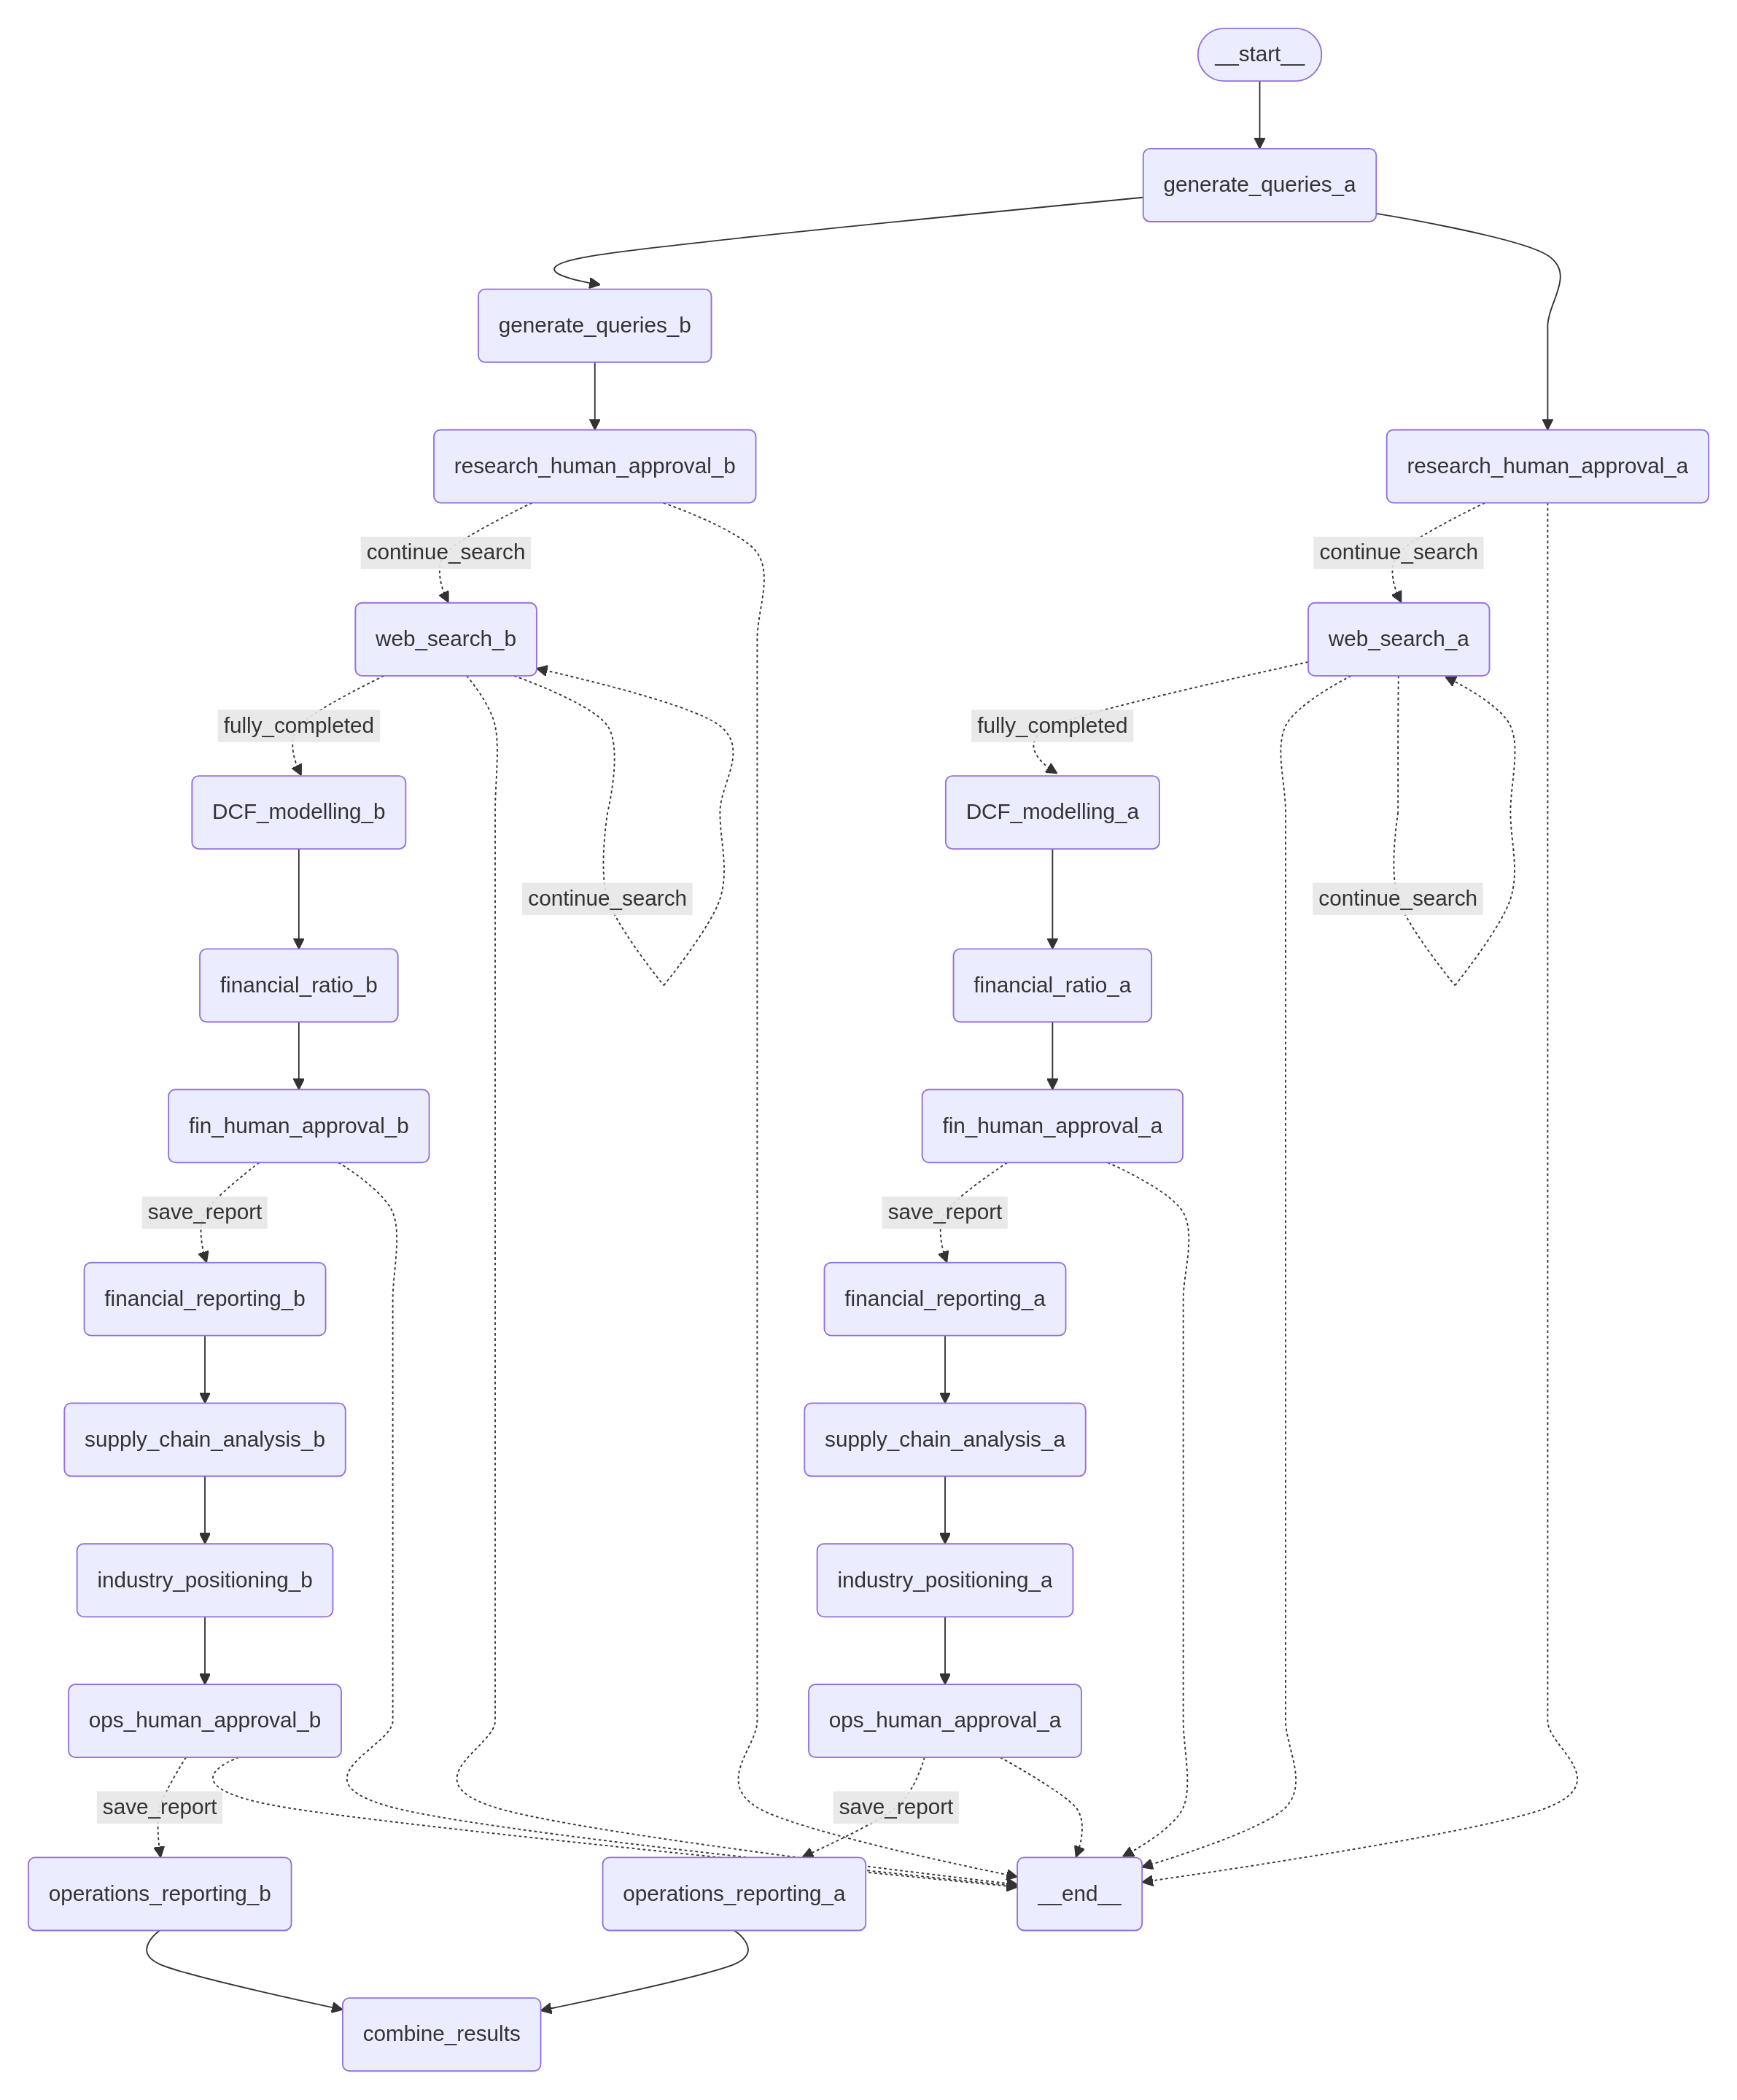 __start__
generate_queries_a
generate_queries_b
research_human_approval_b
research_human_approval_a
continue_search
continue_search
web_search_b
web_search_a
fully_completed
fully_completed
DCF_modelling_b
DCF_modelling_a
continue_search
continue_search
financial_ratio_b
financial_ratio_a
fin_human_approval_b
fin_human_approval_a
save_report
save_report
financial_reporting_b
financial_reporting_a
supply_chain_analysis_b
supply_chain_analysis_a
industry_positioning_b
industry_positioning_a
ops_human_approval_b
ops_human_approval_a
save_report
save_report
operations_reporting_b
operations_reporting_a
__end__
combine_results